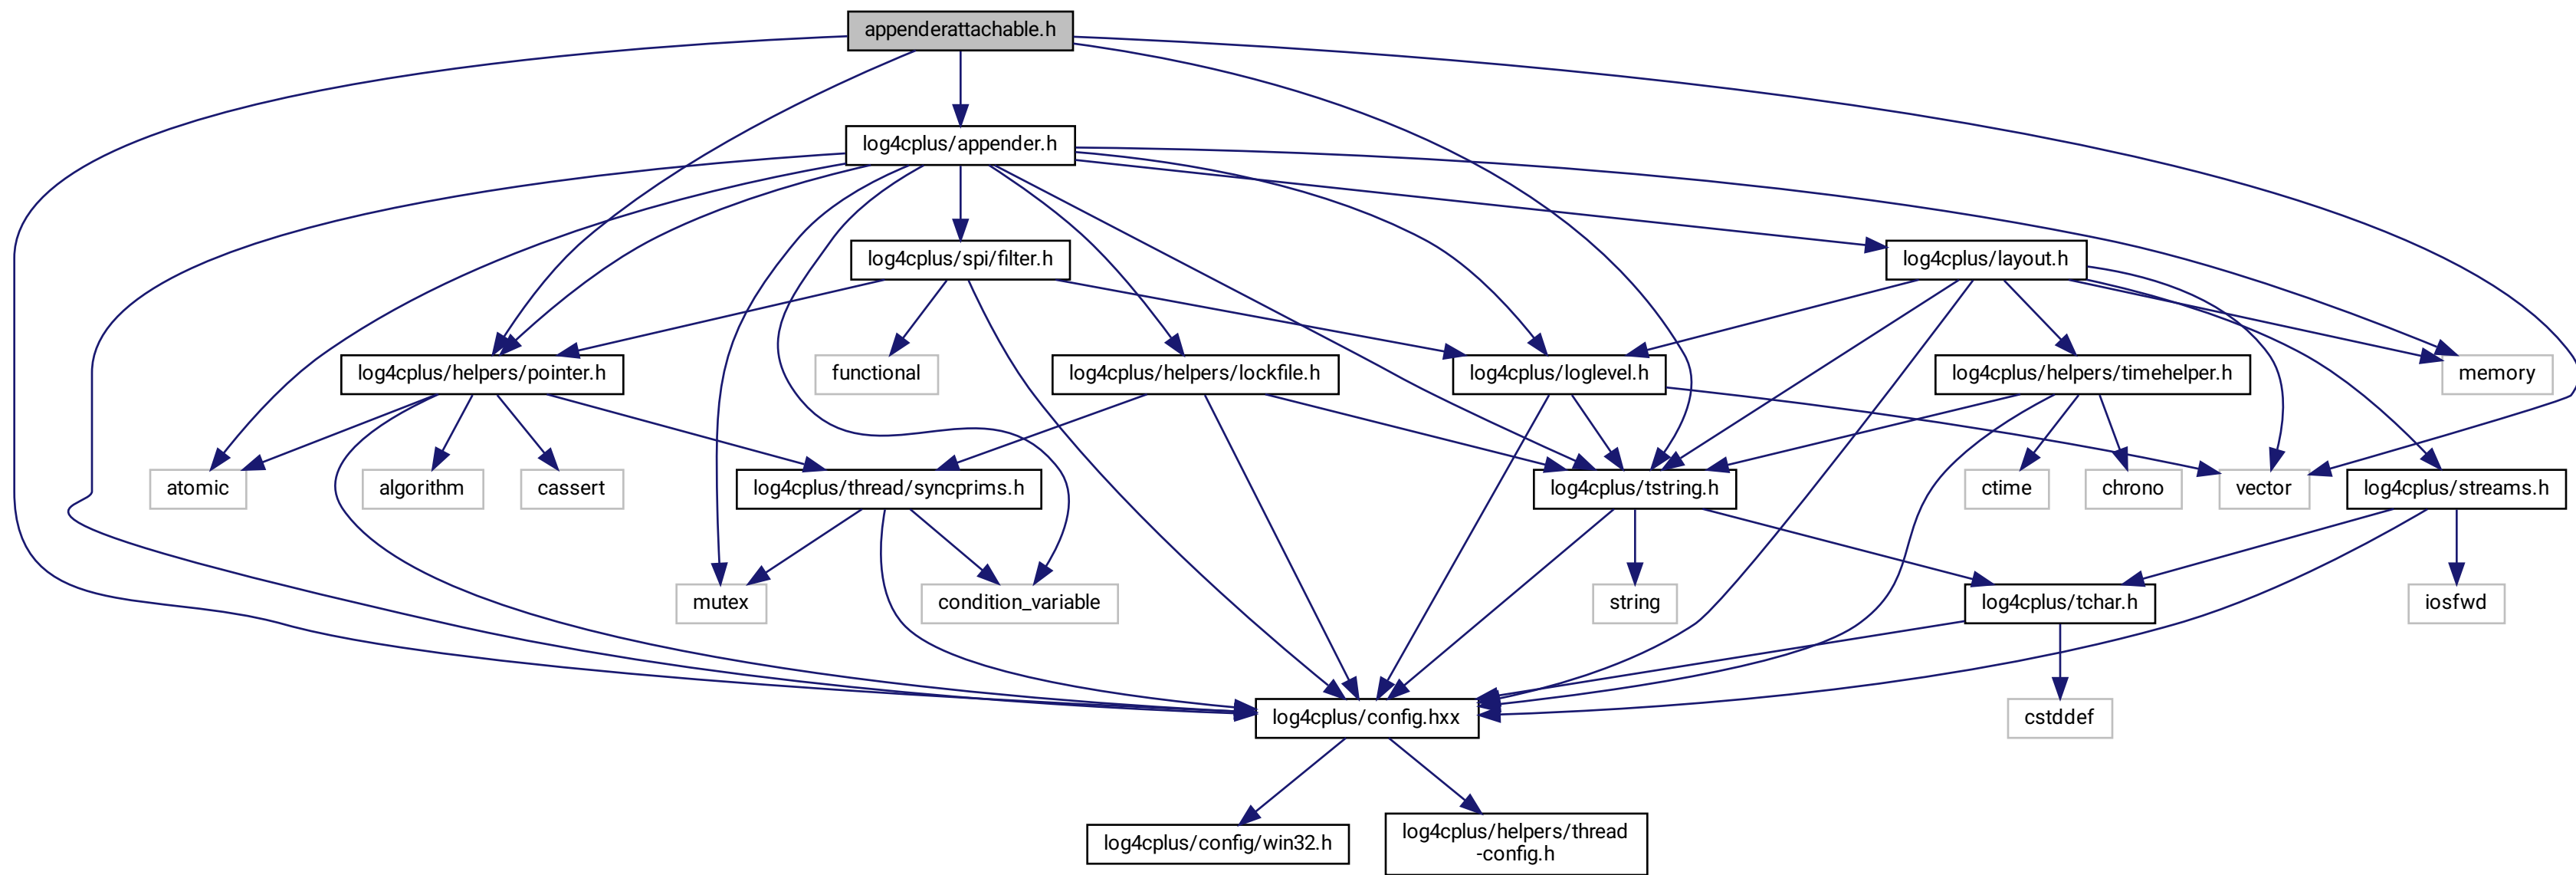 appenderattachable.h
log4cplus/appender.h
log4cplus/spi/filter.h
log4cplus/layout.h
log4cplus/helpers/pointer.h
functional
log4cplus/helpers/lockfile.h
log4cplus/loglevel.h
log4cplus/helpers/timehelper.h
memory
atomic
algorithm
cassert
log4cplus/thread/syncprims.h
log4cplus/tstring.h
ctime
chrono
vector
log4cplus/streams.h
mutex
condition_variable
string
log4cplus/tchar.h
iosfwd
log4cplus/config.hxx
cstddef
log4cplus/config/win32.h
log4cplus/helpers/thread
-config.h